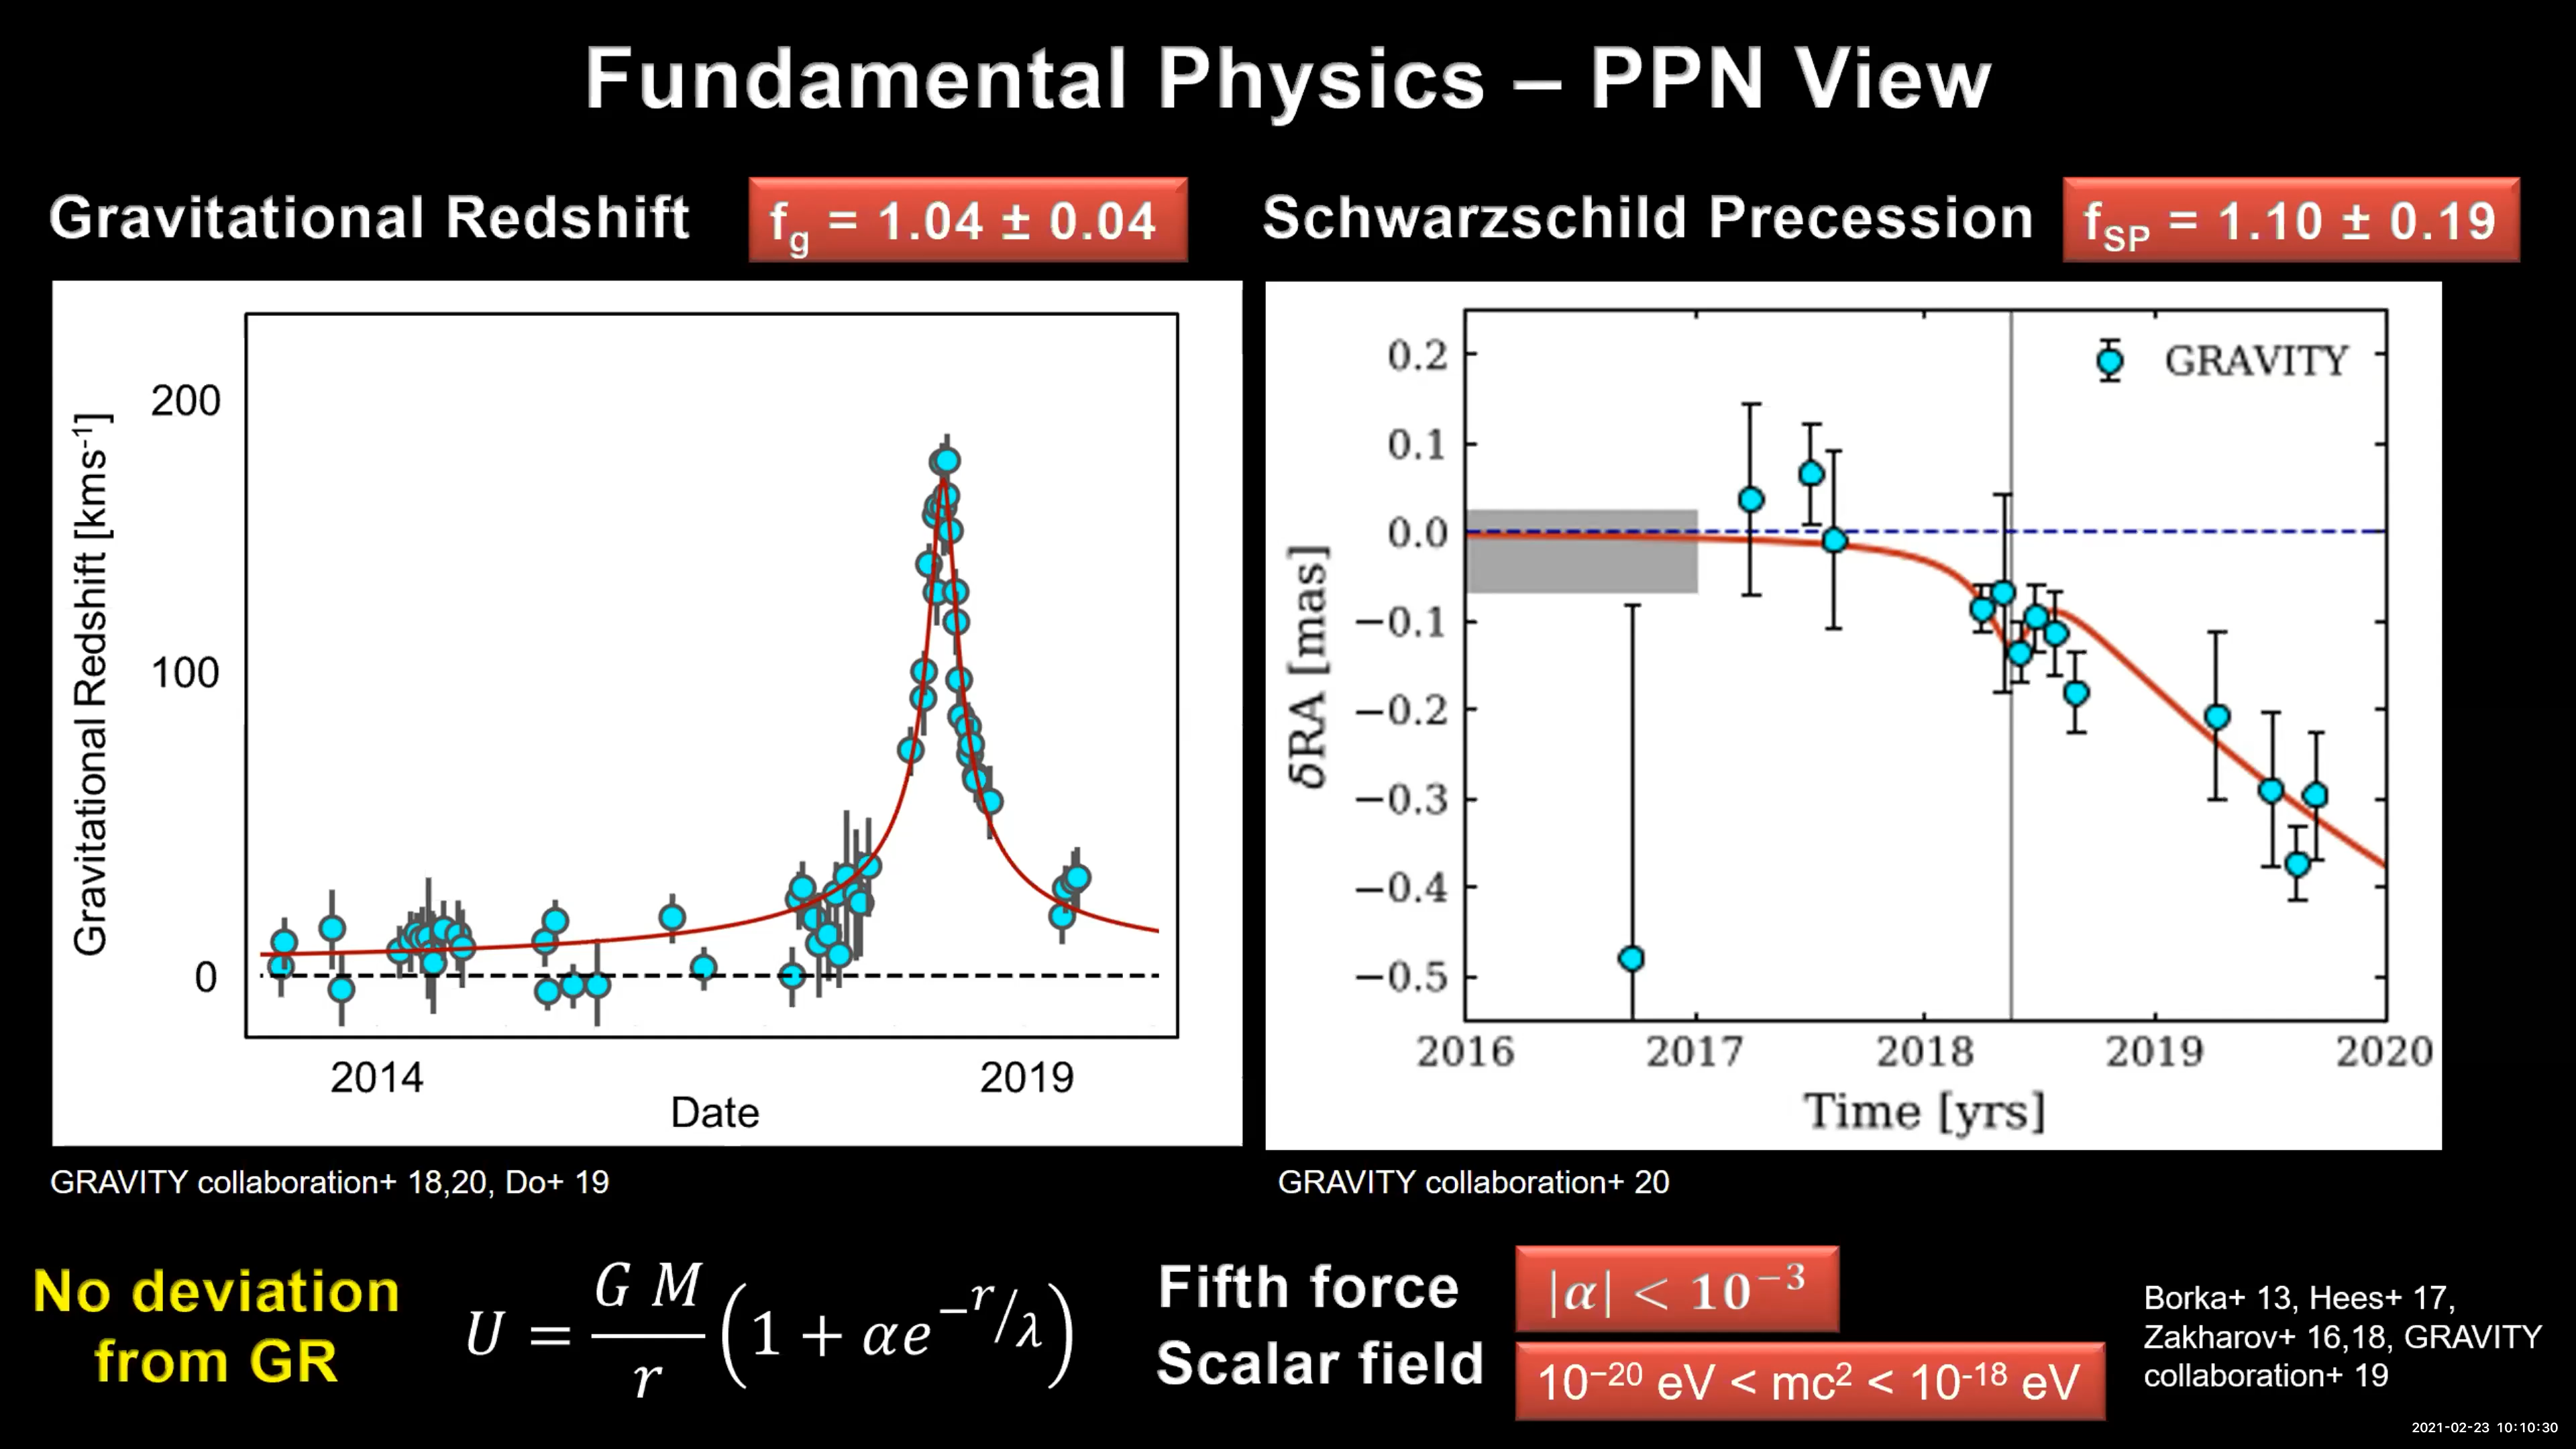 Fundamental Physics – PPN View
Gravitational Redshift
f_g = 1.04 ± 0.04
Schwarzschild Precession
f_SP = 1.10 ± 0.19
Gravitational Redshift [kms⁻¹]
200
100
0
2014
2019
Date
δRA [mas]
0.2
0.1
0.0
−0.1
−0.2
−0.3
−0.4
−0.5
GRAVITY
2016
2017
2018
2019
2020
Time [yrs]
GRAVITY collaboration+ 18,20, Do+ 19
GRAVITY collaboration+ 20
No deviation
from GR
U = G M / r (1 + αe^{−r/λ})
Fifth force
|α| < 10⁻³
Scalar field
10⁻²⁰ eV < mc² < 10⁻¹⁸ eV
Borka+ 13, Hees+ 17,
Zakharov+ 16,18, GRAVITY
collaboration+ 19
2021-02-23 10:10:30